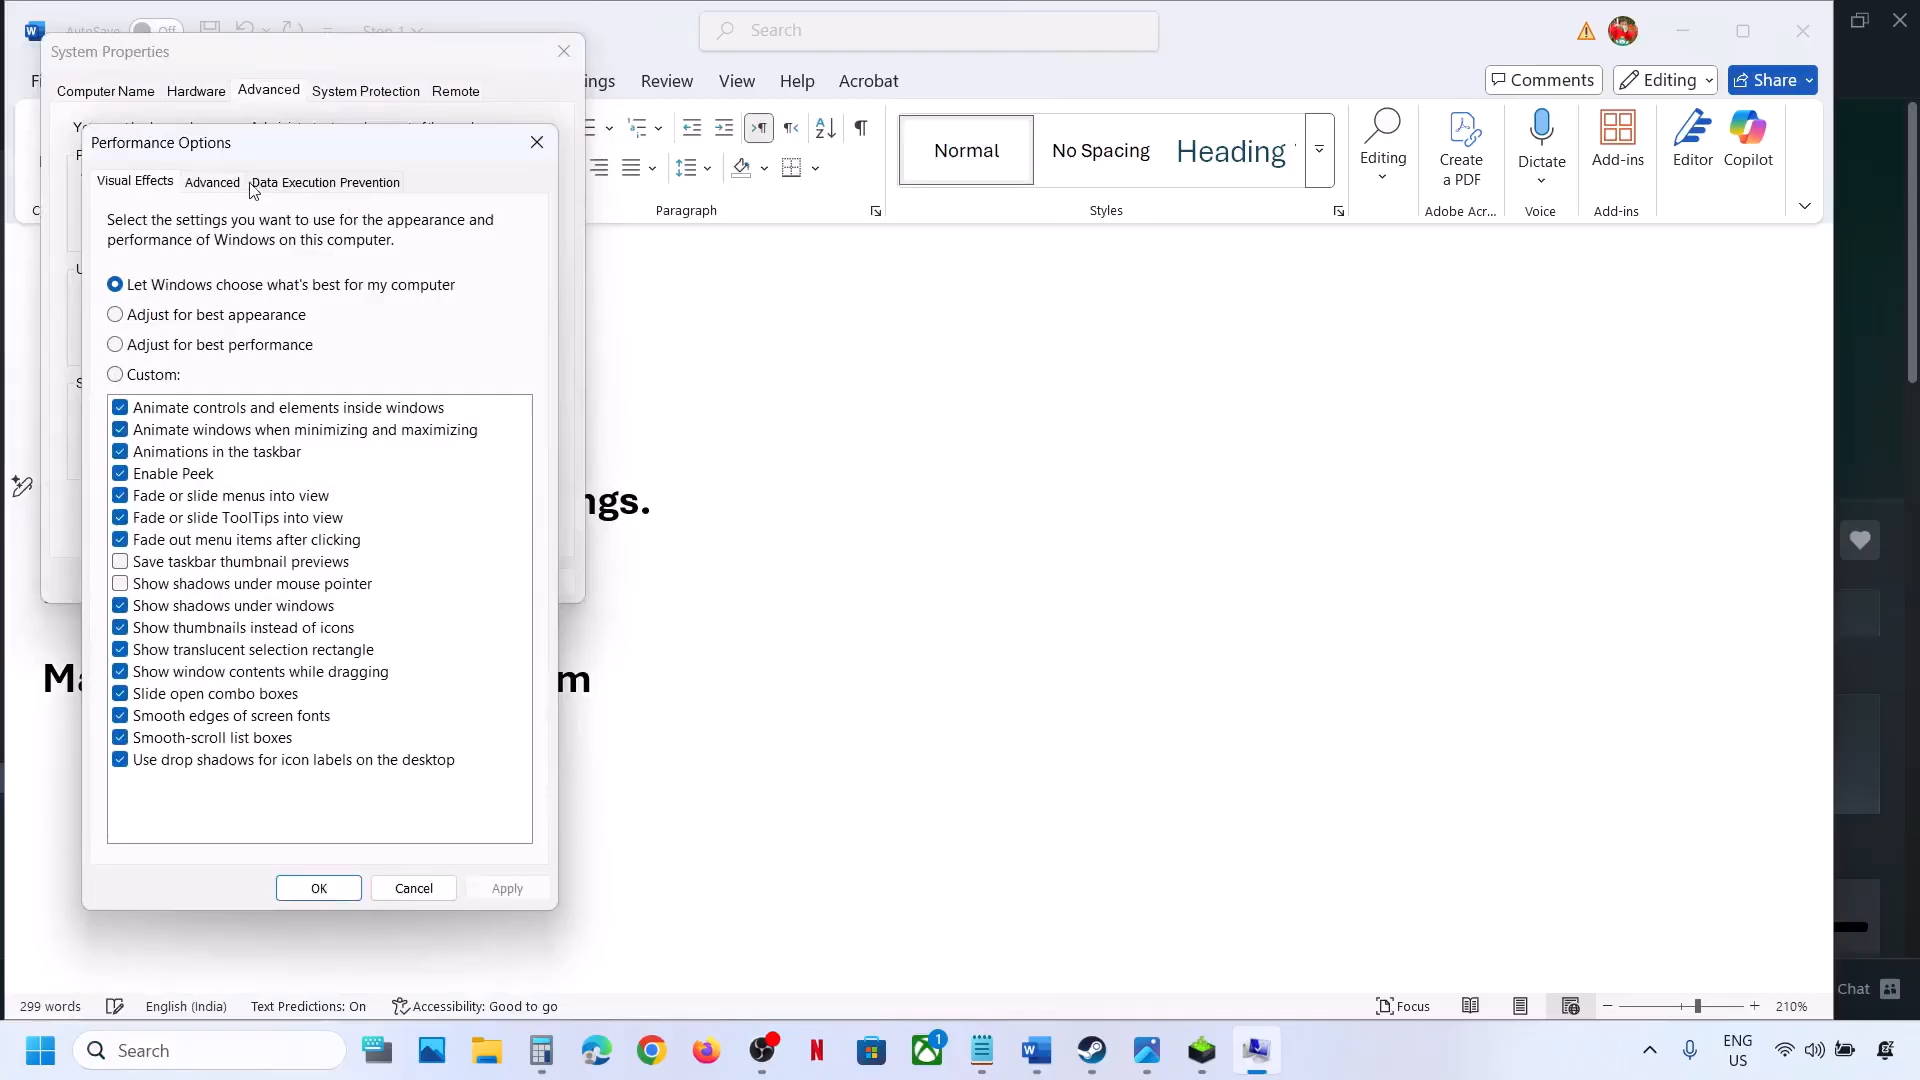 AutoSave Off Step 1
Search
System Properties
Computer Name Hardware Advanced System Protection Remote
ings Review View Help Acrobat
Comments Editing Share
Performance Options
Visual Effects Advanced Data Execution Prevention
Select the settings you want to use for the appearance and
performance of Windows on this computer.
Let Windows choose what's best for my computer
Adjust for best appearance
Adjust for best performance
Custom:
Animate controls and elements inside windows
Animate windows when minimizing and maximizing
Animations in the taskbar
Enable Peek
Fade or slide menus into view
Fade or slide ToolTips into view
Fade out menu items after clicking
Save taskbar thumbnail previews
Show shadows under mouse pointer
Show shadows under windows
Show thumbnails instead of icons
Show translucent selection rectangle
Show window contents while dragging
Slide open combo boxes
Smooth edges of screen fonts
Smooth-scroll list boxes
Use drop shadows for icon labels on the desktop
OK Cancel Apply
Normal No Spacing Heading
Paragraph Styles
Editing
Create
a PDF
Adobe Acr...
Dictate
Voice
Add-ins
Add-ins
Editor Copilot
ngs.
Ma m
299 words English (India) Text Predictions: On Accessibility: Good to go Focus 210%
Chat
Search
1
ENG
US